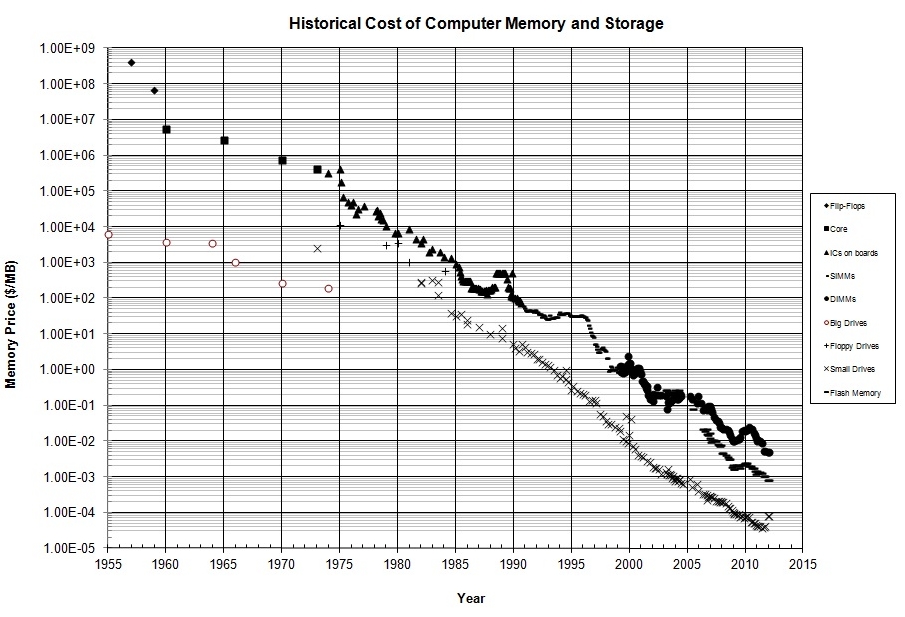 Historical Cost of Computer Memory and Storage
1.00E+09
1.00E+08
1.00E+07
1.00E+06
1.00E+05
1.00E+04
1.00E+03
1.00E+02
1.00E+01
1.00E+00
1.00E-01
1.00E-02
1.00E-03
1.00E-04
1.00E-05
Memory Price ($/MB)
1955 1960 1965 1970 1975 1980 1985 1990 1995 2000 2005 2010 2015
Year
Flip-Flops
Core
ICs on boards
SIMMs
DIMMs
Big Drives
Floppy Drives
Small Drives
Flash Memory